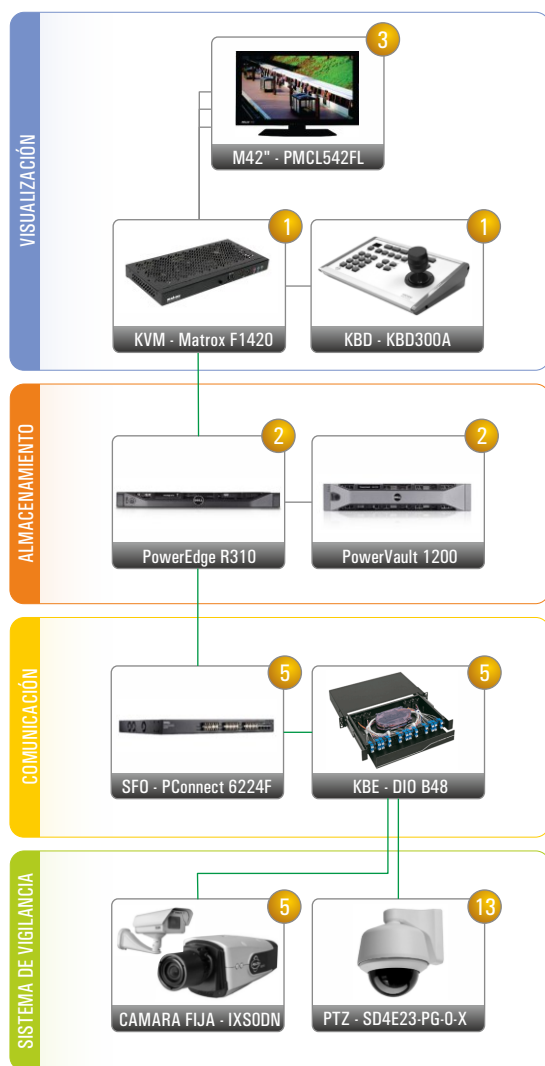 VISUALIZACIÓN
3
M42" - PMCL542FL
1
KVM - Matrox F1420
1
KBD - KBD300A
ALMACENAMIENTO
2
PowerEdge R310
2
PowerVault 1200
COMUNICACIÓN
5
SFO - PConnect 6224F
5
KBE - DIO B48
SISTEMA DE VIGILANCIA
5
CAMARA FIJA - IXS0DN
13
PTZ - SD4E23-PG-0-X